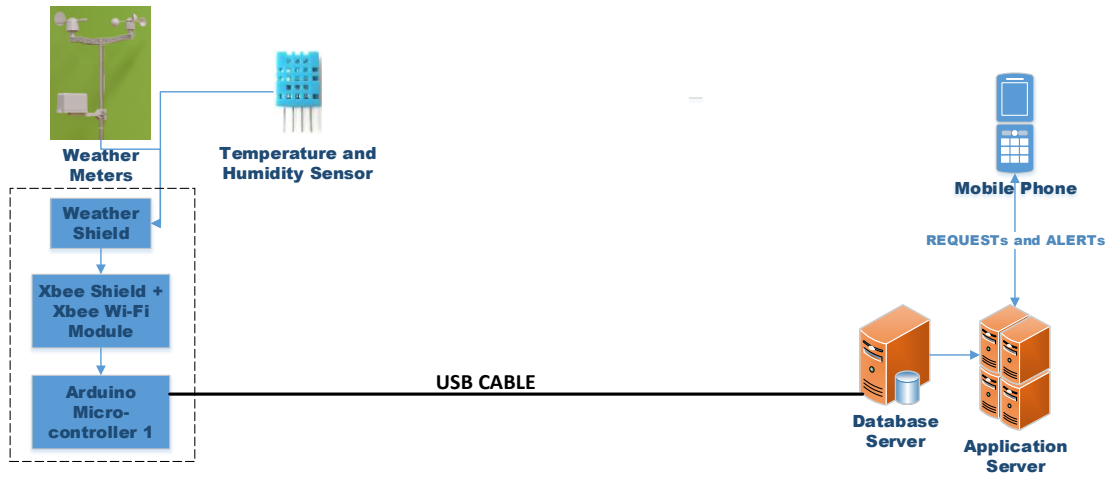 Weather
Meters
Temperature and
Humidity Sensor
Mobile Phone
Weather
Shield
REQUESTs and ALERTs
Xbee Shield +
Xbee Wi-Fi
Module
USB CABLE
Arduino
Micro-
controller 1
Database
Server
Application
Server